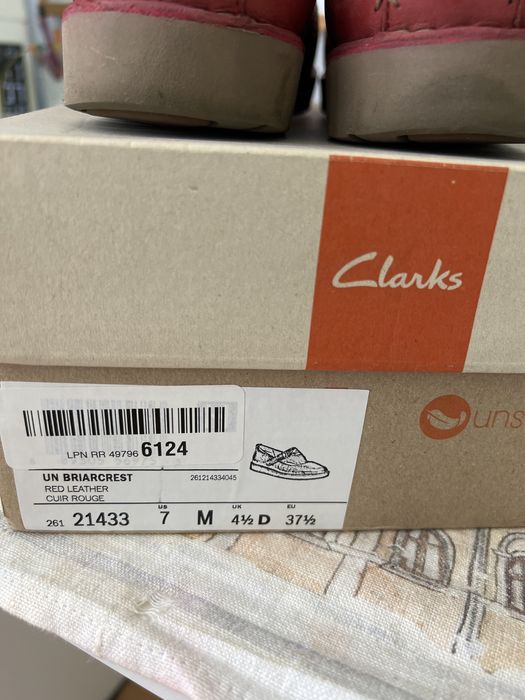 Clarks
uns
LPN RR 49796 6124
UN BRIARCREST 261214334045
RED LEATHER
CUIR ROUGE
US UK EU
261 21433 7 M 4½ D 37½